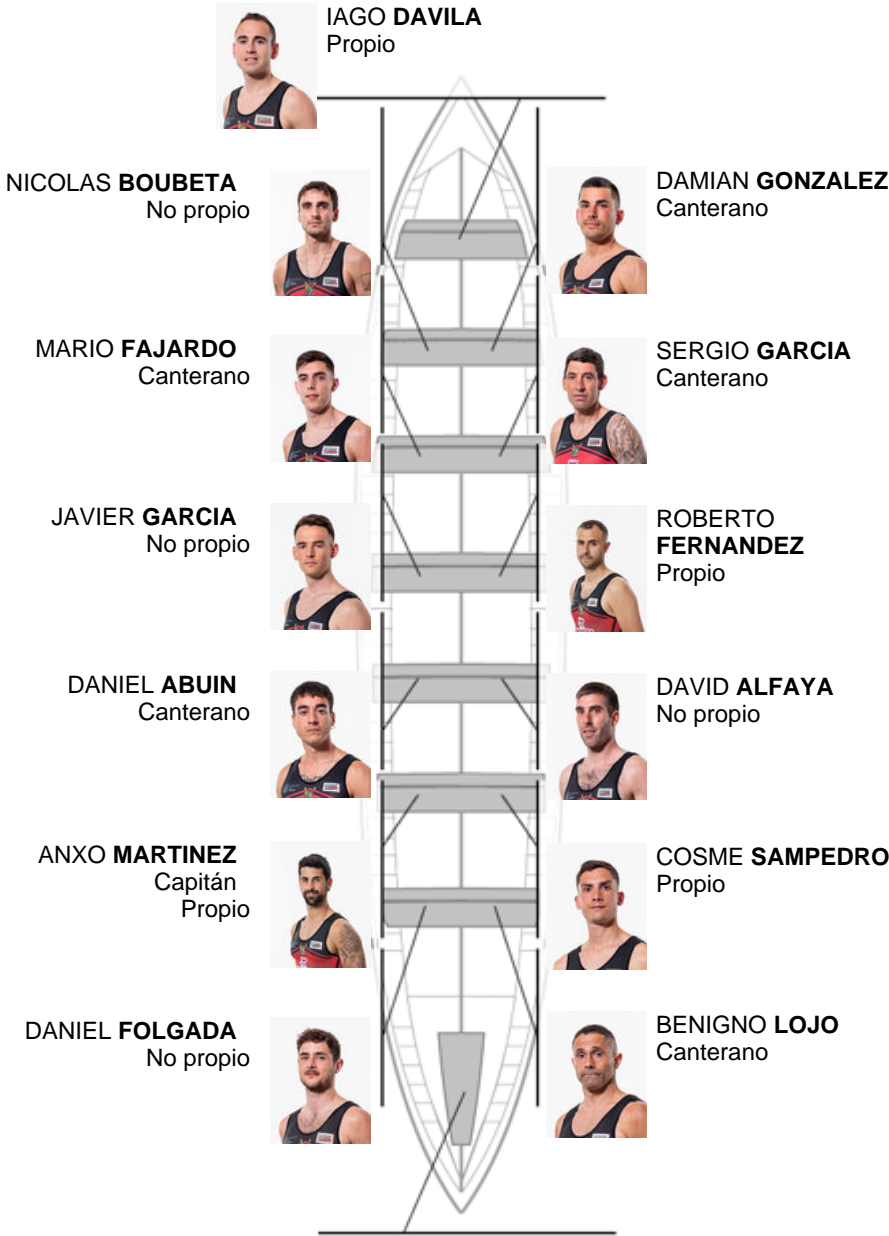 IAGO DAVILA
Propio
NICOLAS BOUBETA
No propio
DAMIAN GONZALEZ
Canterano
MARIO FAJARDO
Canterano
SERGIO GARCIA
Canterano
JAVIER GARCIA
No propio
ROBERTO
FERNANDEZ
Propio
DANIEL ABUIN
Canterano
DAVID ALFAYA
No propio
ANXO MARTINEZ
Capitán
Propio
COSME SAMPEDRO
Propio
DANIEL FOLGADA
No propio
BENIGNO LOJO
Canterano